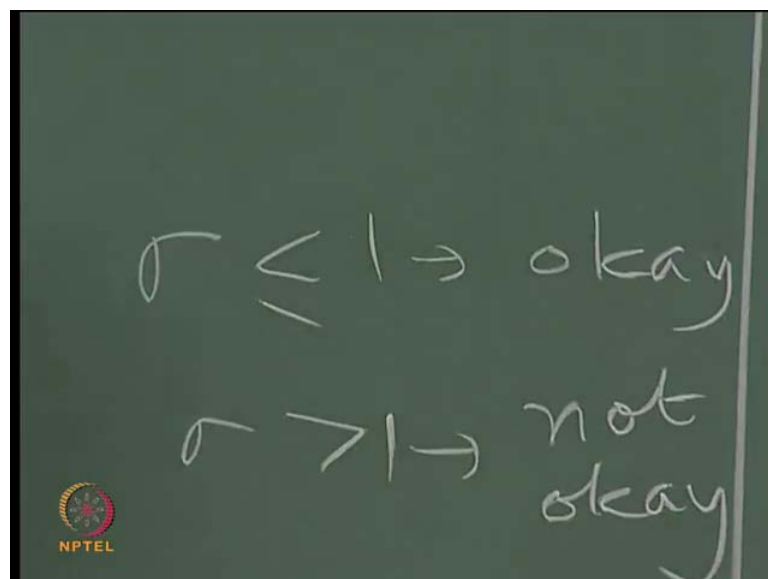 σ ≤ 1 → okay
σ > 1 → not
okay
NPTEL